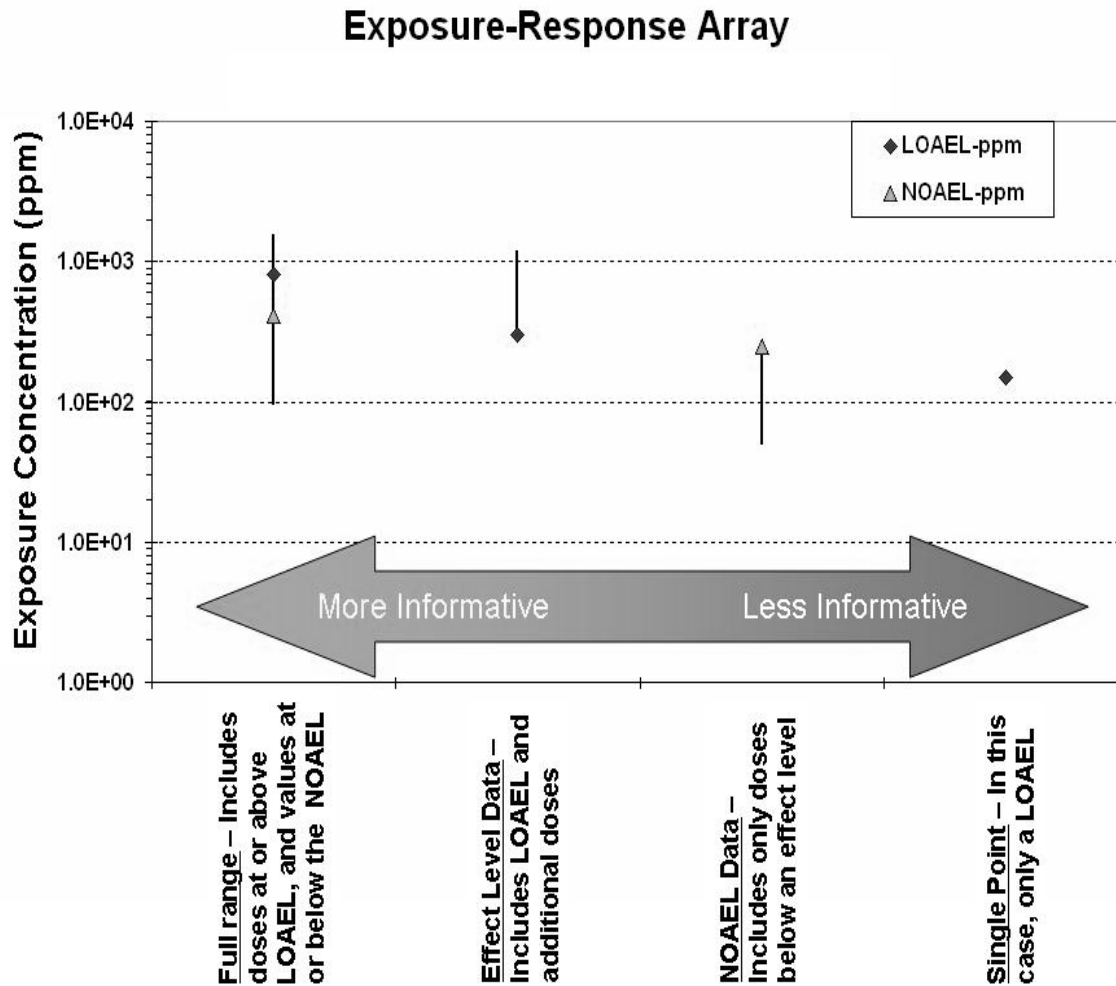 Exposure-Response Array
Exposure Concentration (ppm)
1.0E+04
1.0E+03
1.0E+02
1.0E+01
1.0E+00
LOAEL-ppm
NOAEL-ppm
More Informative
Less Informative
Full range – Includes
doses at or above
LOAEL, and values at
or below the NOAEL
Effect Level Data –
Includes LOAEL and
additional doses
NOAEL Data –
Includes only doses
below an effect level
Single Point – In this
case, only a LOAEL